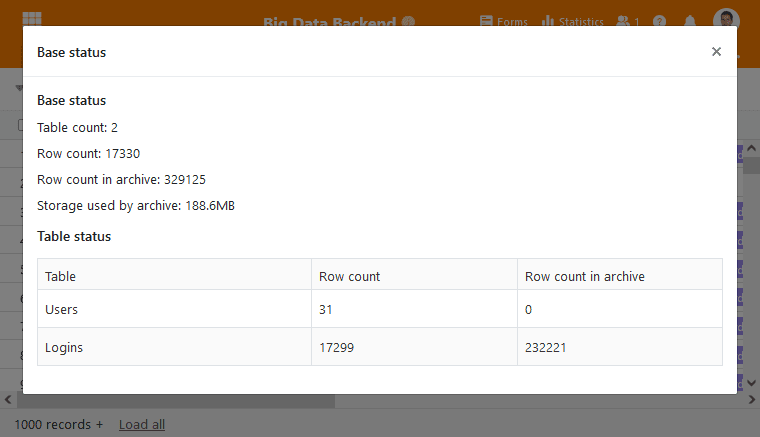 Big Data Backend
Forms
Statistics
1
Base status
Base status
Table count: 2
Row count: 17330
Row count in archive: 329125
Storage used by archive: 188.6MB
Table status
Table Row count Row count in archive
Users 31 0
Logins 17299 232221
1000 records +
Load all